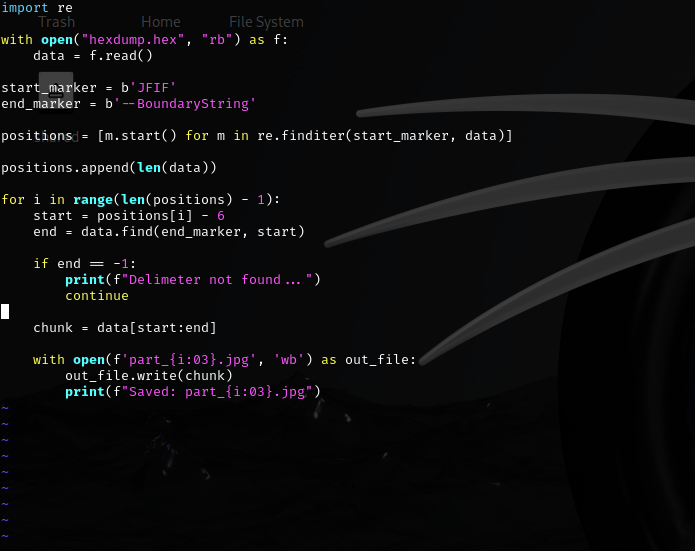 import re
Trash Home File System
with open("hexdump.hex", "rb") as f:
    data = f.read()
start_marker = b'JFIF'
end_marker = b'--BoundaryString'
positions = [m.start() for m in re.finditer(start_marker, data)]
positions.append(len(data))
for i in range(len(positions) - 1):
    start = positions[i] - 6
    end = data.find(end_marker, start)
    if end == -1:
        print(f"Delimeter not found...")
        continue
    chunk = data[start:end]
    with open(f'part_{i:03}.jpg', 'wb') as out_file:
        out_file.write(chunk)
        print(f"Saved: part_{i:03}.jpg")
~
~
~
~
~
~
~
~
~